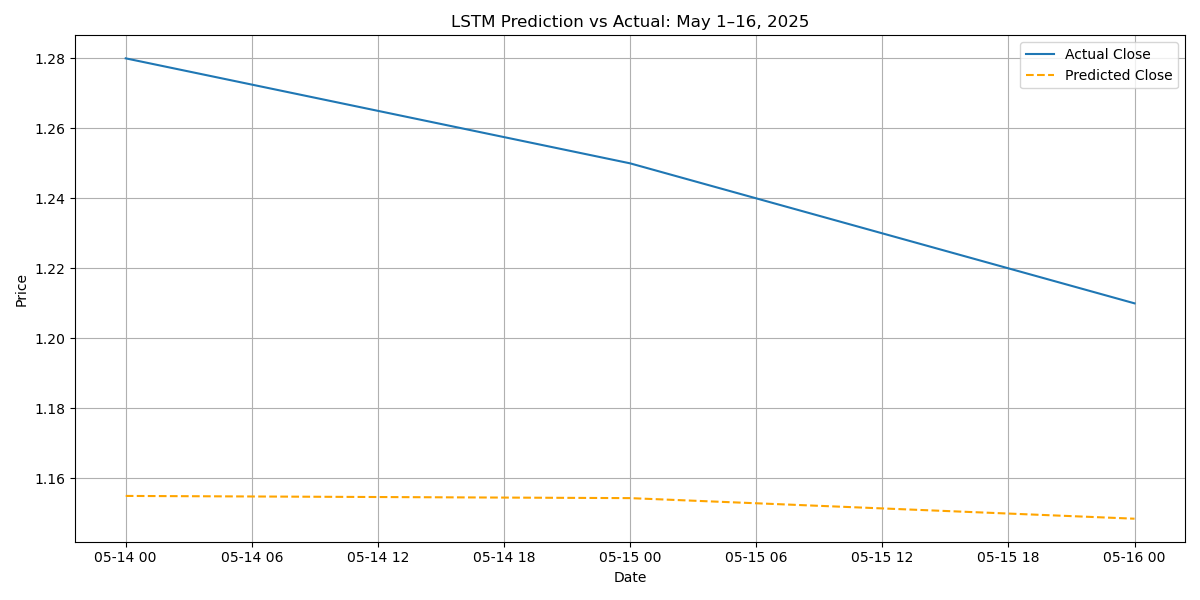 LSTM Prediction vs Actual: May 1–16, 2025
Actual Close
Predicted Close
Price
1.28
1.26
1.24
1.22
1.20
1.18
1.16
05-14 00 05-14 06 05-14 12 05-14 18 05-15 00 05-15 06 05-15 12 05-15 18 05-16 00
Date